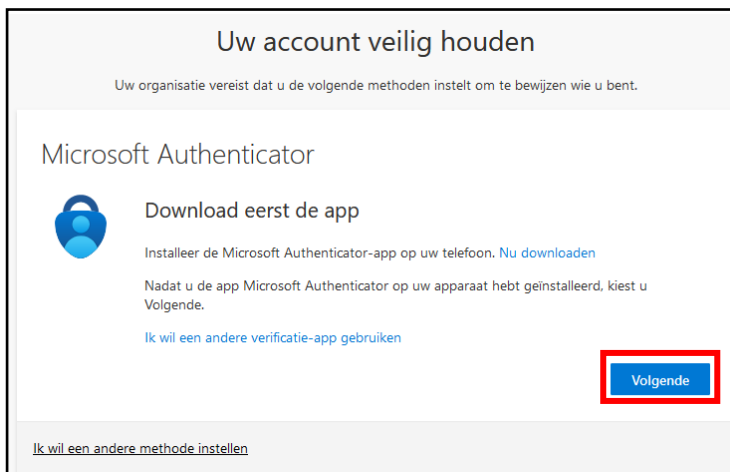 Uw account veilig houden
Uw organisatie vereist dat u de volgende methoden instelt om te bewijzen wie u bent.
Microsoft Authenticator
Download eerst de app
Installeer de Microsoft Authenticator-app op uw telefoon. Nu downloaden
Nadat u de app Microsoft Authenticator op uw apparaat hebt geïnstalleerd, kiest u
Volgende.
Ik wil een andere verificatie-app gebruiken
Volgende
Ik wil een andere methode instellen